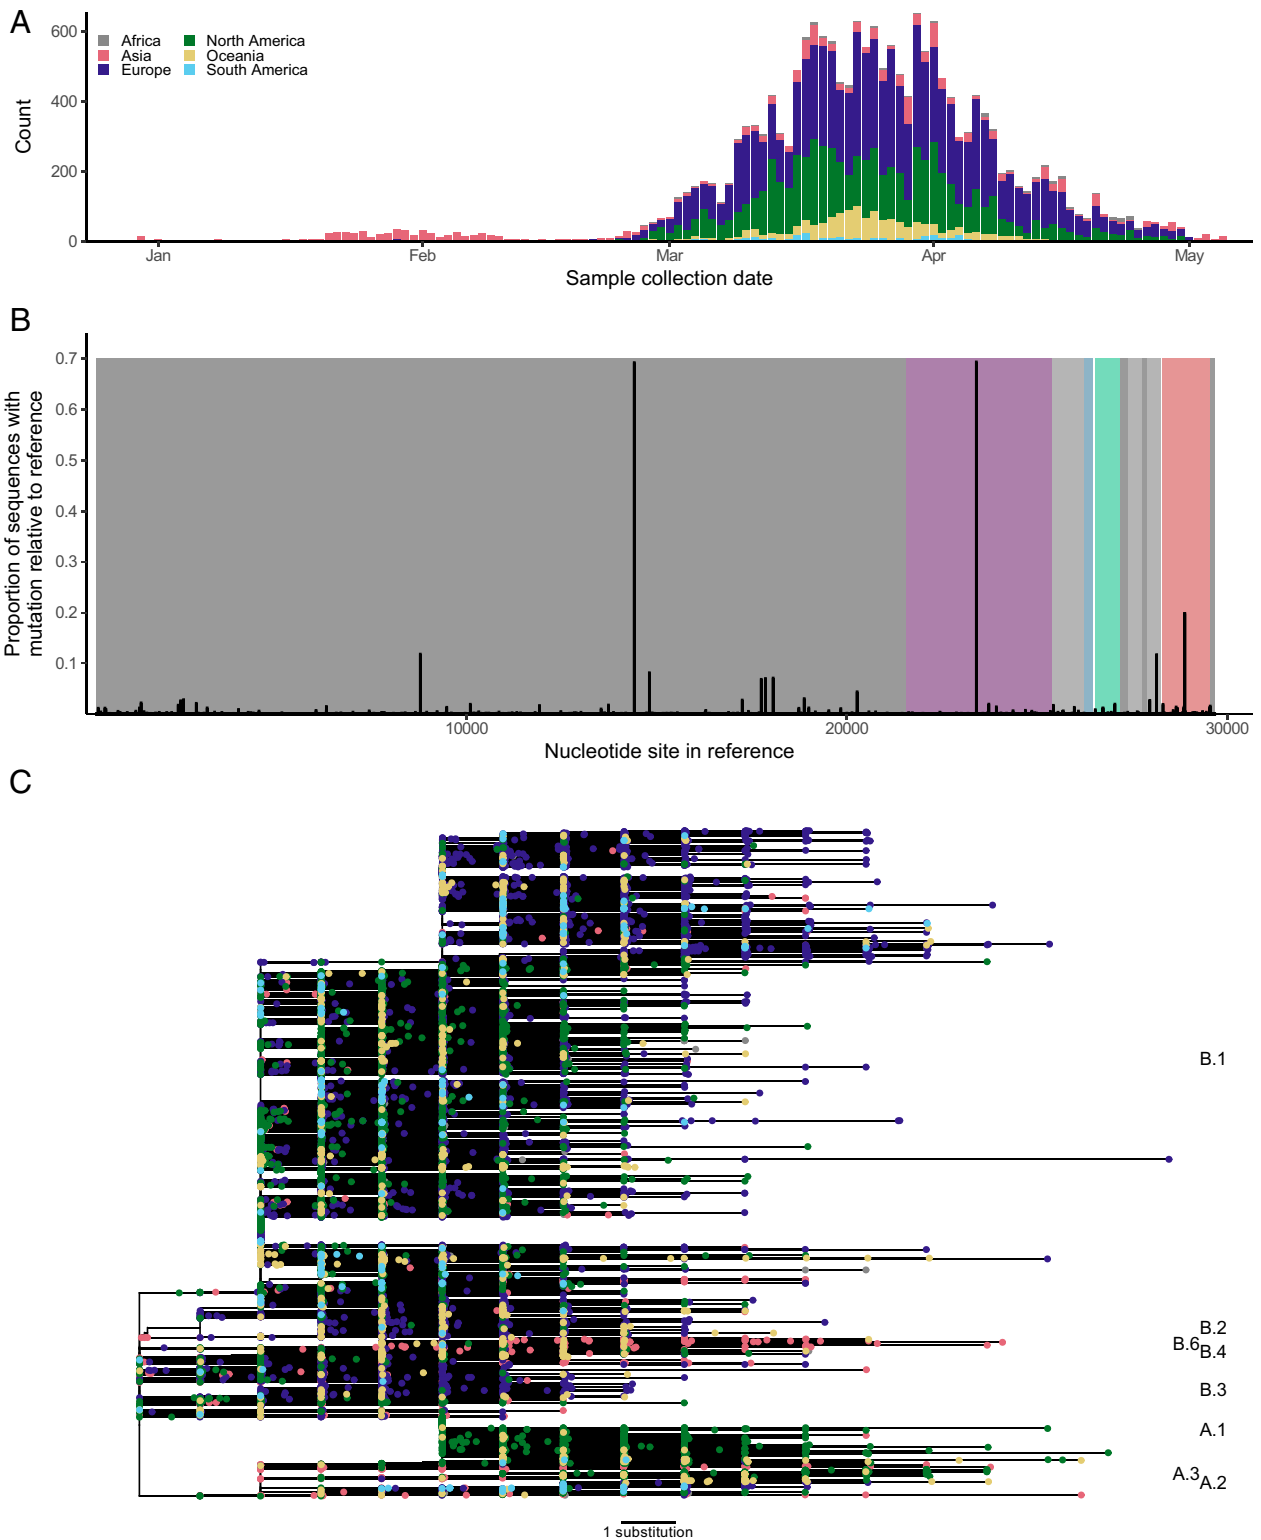 A
600
400
200
0
Count
Africa
Asia
Europe
North America
Oceania
South America
Jan
Feb
Mar
Apr
May
Sample collection date
B
0.7
0.6
0.5
0.4
0.3
0.2
0.1
Proportion of sequences with
mutation relative to reference
10000
20000
30000
Nucleotide site in reference
C
B.1
B.2
B.6
B.4
B.3
A.1
A.3
A.2
1 substitution